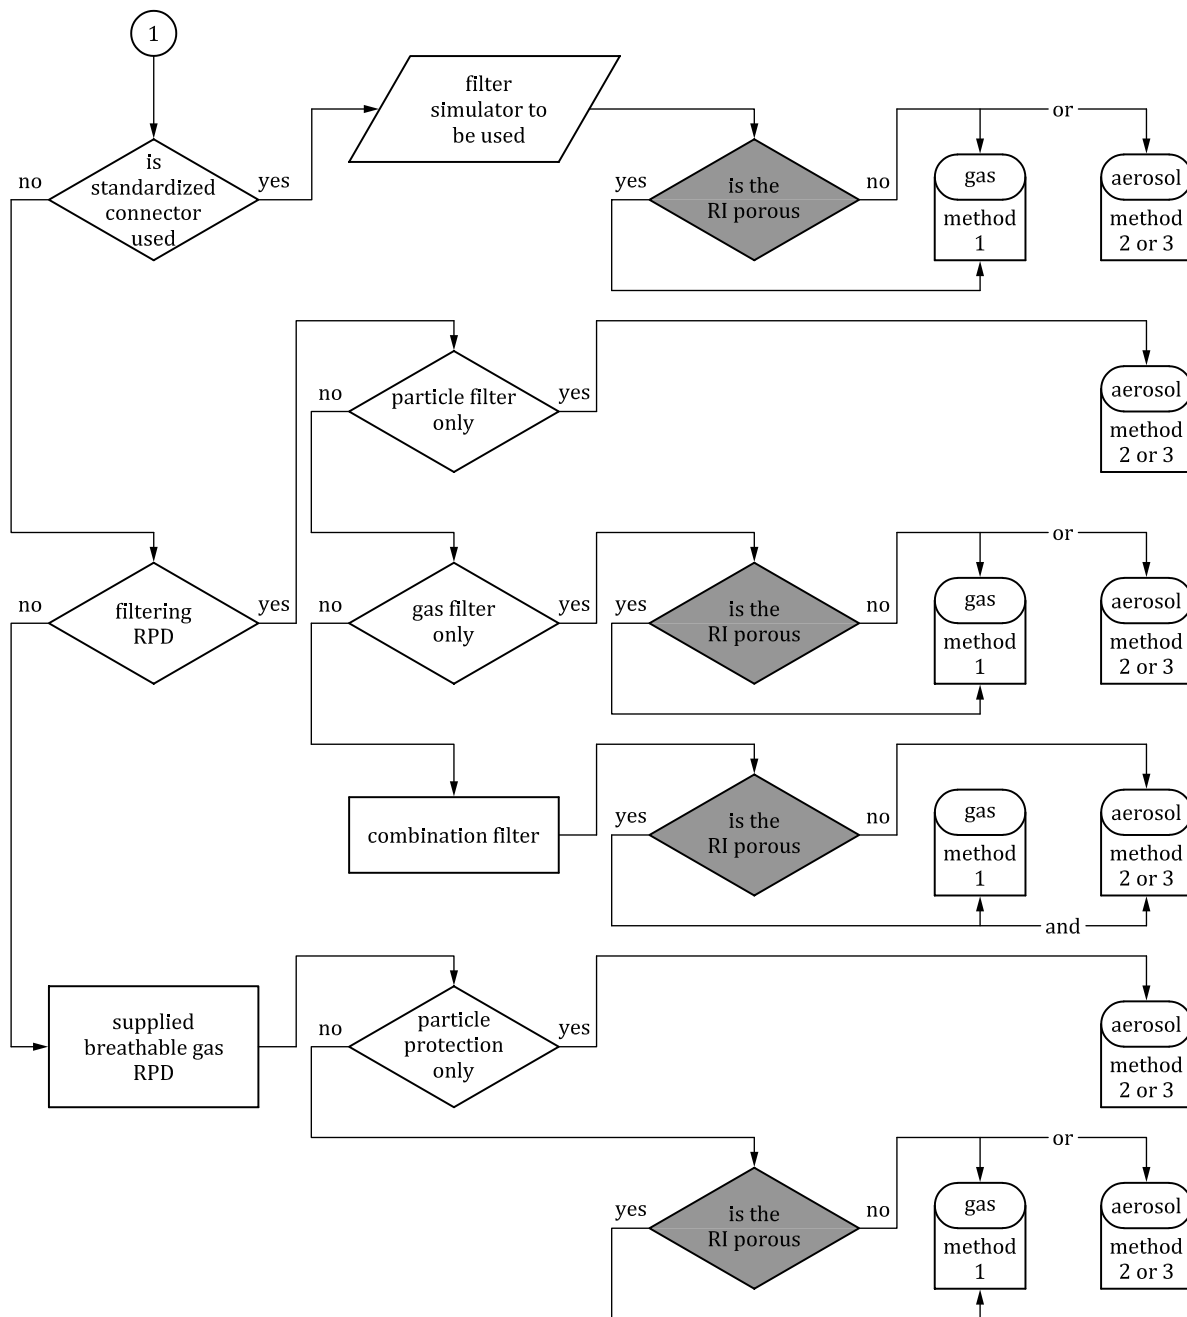 1
filter
simulator to
be used
or
is
standardized
connector
used
no
yes
is the
RI porous
yes
no
gas
method
1
aerosol
method
2 or 3
particle filter
only
no
yes
aerosol
method
2 or 3
filtering
RPD
no
yes
gas filter
only
no
yes
is the
RI porous
yes
no
or
gas
method
1
aerosol
method
2 or 3
combination filter
is the
RI porous
yes
no
gas
method
1
aerosol
method
2 or 3
and
supplied
breathable gas
RPD
particle
protection
only
no
yes
aerosol
method
2 or 3
is the
RI porous
yes
no
or
gas
method
1
aerosol
method
2 or 3